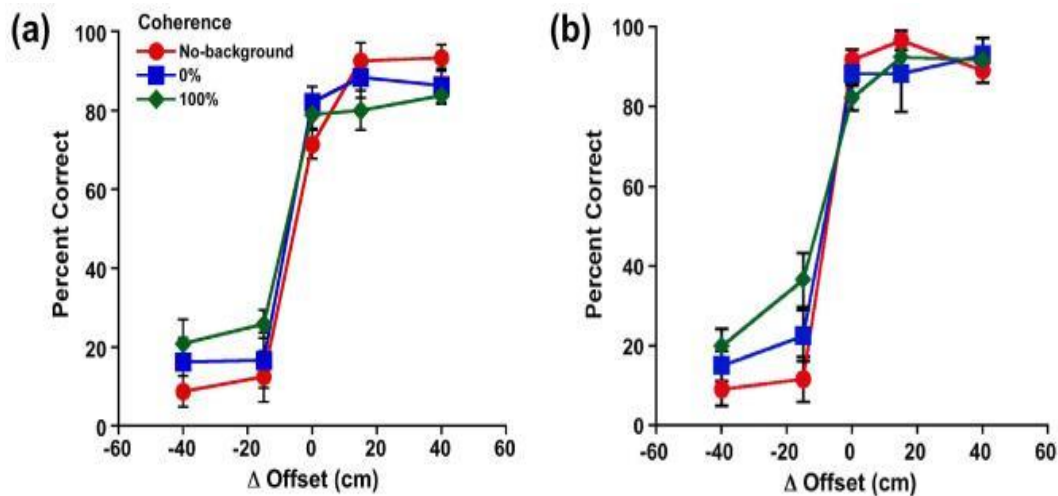 (a)
Coherence
No-background
0%
100%
Percent Correct
100
80
60
40
20
0
-60 -40 -20 0 20 40 60
Δ Offset (cm)
(b)
Percent Correct
100
80
60
40
20
0
-60 -40 -20 0 20 40 60
Δ Offset (cm)